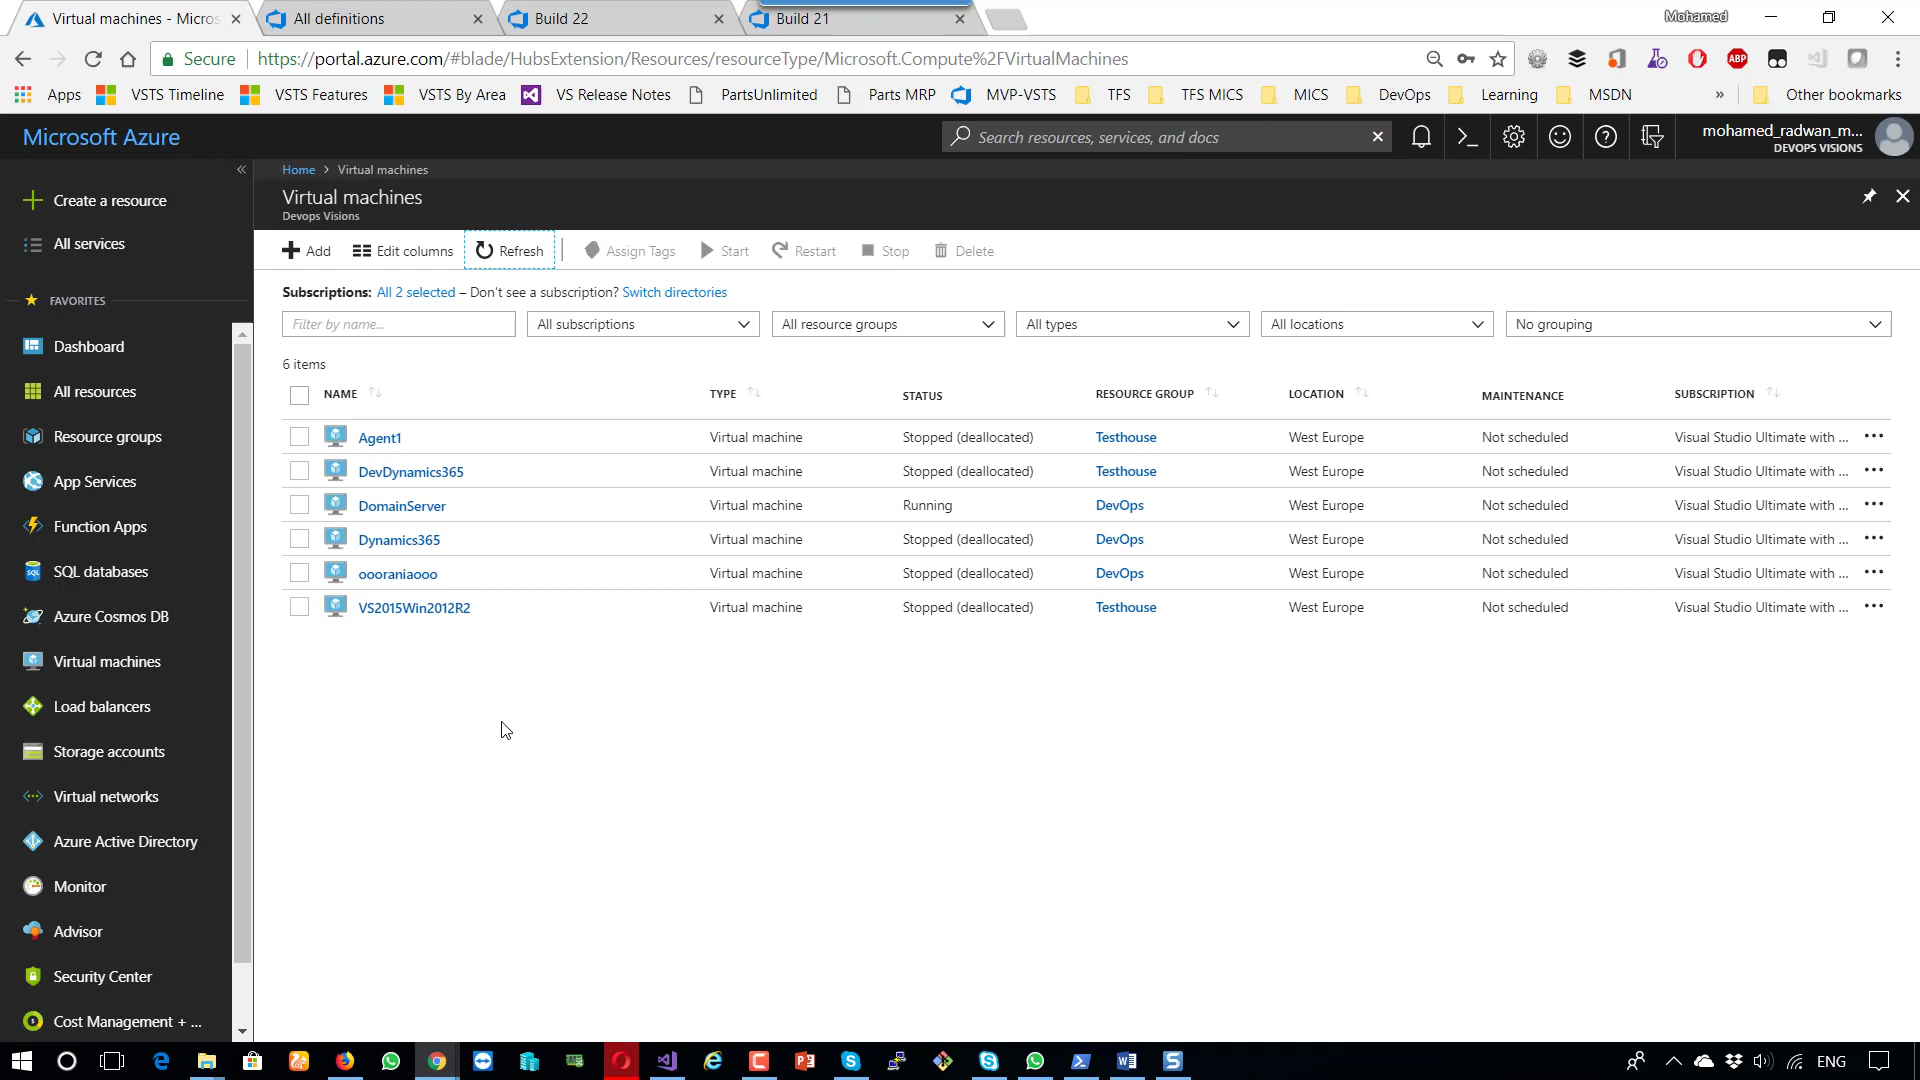 Virtual machines - Micros
All definitions
Build 22
Build 21
Mohamed
Secure
https://portal.azure.com/#blade/HubsExtension/Resources/resourceType/Microsoft.Compute%2FVirtualMachines
Apps
VSTS Timeline
VSTS Features
VSTS By Area
VS Release Notes
PartsUnlimited
Parts MRP
MVP-VSTS
TFS
TFS MICS
MICS
DevOps
Learning
MSDN
»
Other bookmarks
Microsoft Azure
Search resources, services, and docs
mohamed_radwan_m...
DEVOPS VISIONS
Create a resource
All services
FAVORITES
Dashboard
All resources
Resource groups
App Services
Function Apps
SQL databases
Azure Cosmos DB
Virtual machines
Load balancers
Storage accounts
Virtual networks
Azure Active Directory
Monitor
Advisor
Security Center
Cost Management + ...
Home > Virtual machines
Virtual machines
Devops Visions
Add
Edit columns
Refresh
Assign Tags
Start
Restart
Stop
Delete
Subscriptions: All 2 selected – Don't see a subscription? Switch directories
Filter by name...
All subscriptions
All resource groups
All types
All locations
No grouping
6 items
NAME TYPE STATUS RESOURCE GROUP LOCATION MAINTENANCE SUBSCRIPTION
Agent1 Virtual machine Stopped (deallocated) Testhouse West Europe Not scheduled Visual Studio Ultimate with ...
DevDynamics365 Virtual machine Stopped (deallocated) Testhouse West Europe Not scheduled Visual Studio Ultimate with ...
DomainServer Virtual machine Running DevOps West Europe Not scheduled Visual Studio Ultimate with ...
Dynamics365 Virtual machine Stopped (deallocated) DevOps West Europe Not scheduled Visual Studio Ultimate with ...
oooraniaooo Virtual machine Stopped (deallocated) DevOps West Europe Not scheduled Visual Studio Ultimate with ...
VS2015Win2012R2 Virtual machine Stopped (deallocated) Testhouse West Europe Not scheduled Visual Studio Ultimate with ...
ENG